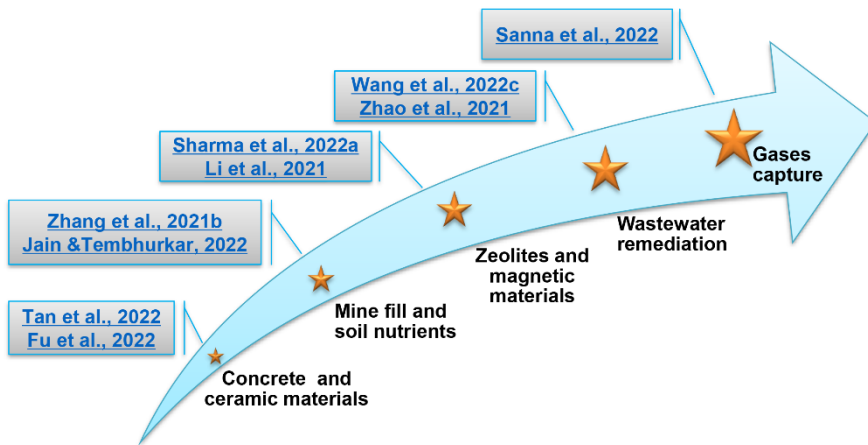 Sanna et al., 2022
Wang et al., 2022c
Zhao et al., 2021
Sharma et al., 2022a
Li et al., 2021
Zhang et al., 2021b
Jain &Tembhurkar, 2022
Tan et al., 2022
Fu et al., 2022
Gases
capture
Wastewater
remediation
Zeolites and
magnetic
materials
Mine fill and
soil nutrients
Concrete and
ceramic materials